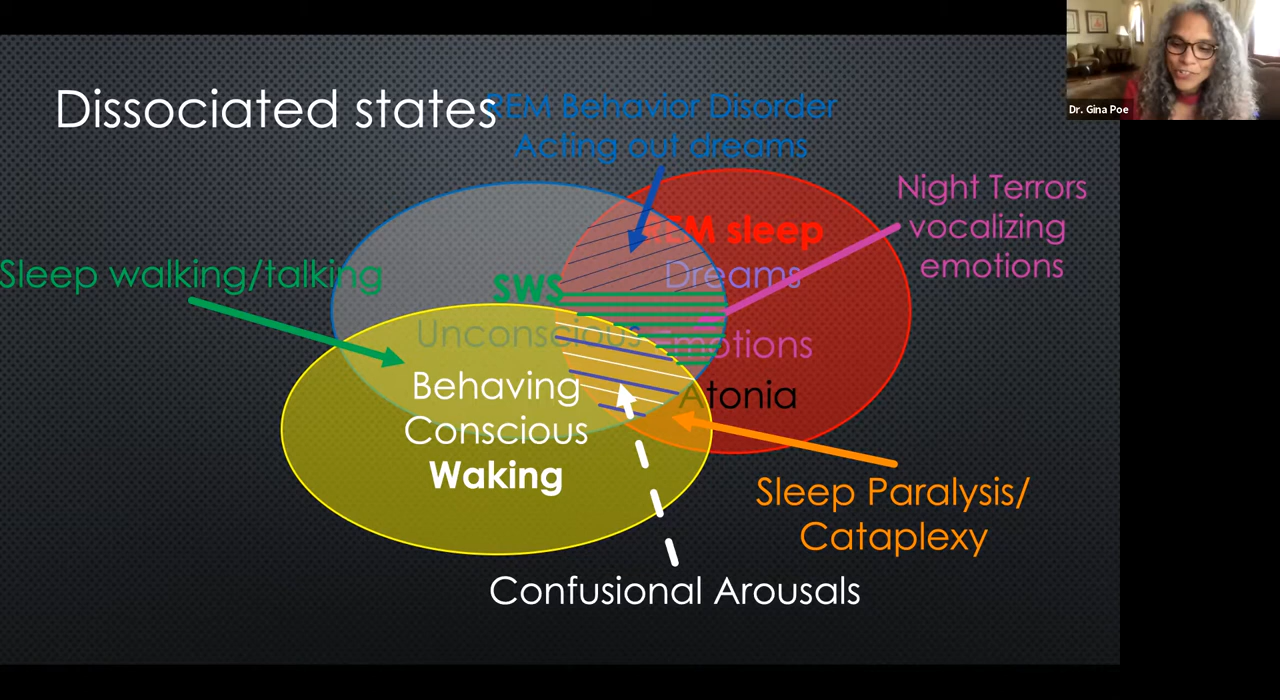 Dissociated states
REM Behavior Disorder
Acting out dreams
Dr. Gina Poe
Night Terrors
vocalizing
emotions
REM sleep
Dreams
Sleep walking/talking
SWS
Unconscious
Emotions
Behaving
Atonia
Conscious
Waking
Sleep Paralysis/
Cataplexy
Confusional Arousals